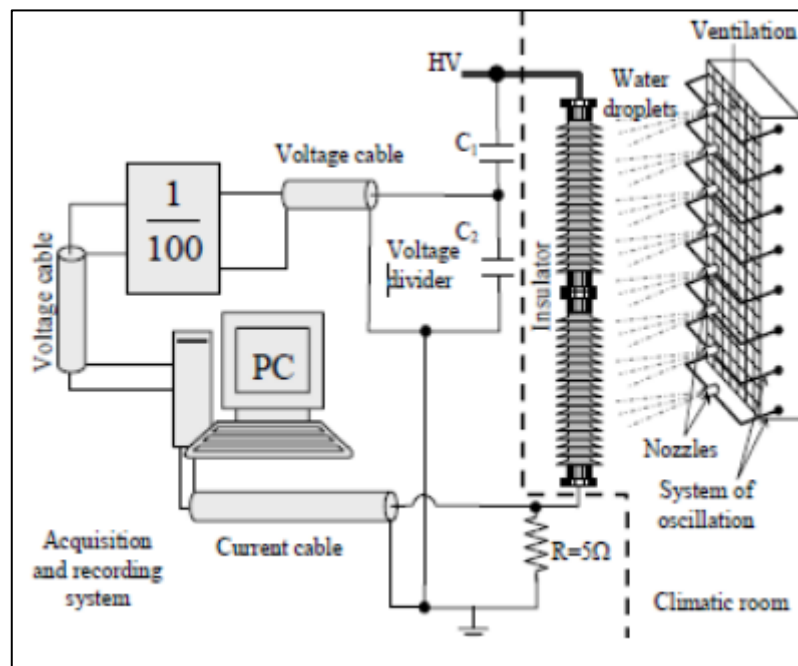 Ventilation
HV
Water
droplets
Voltage cable
C1
1
100
C2
Voltage
divider
Insulator
Voltage cable
PC
Nozzles
System of
oscillation
Current cable
R=5Ω
Acquisition
and recording
system
Climatic room